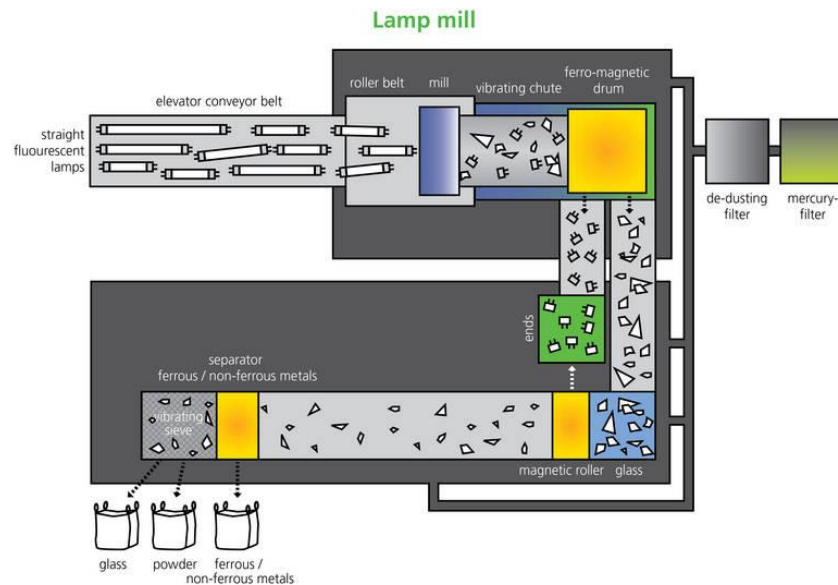 Lamp mill
elevator conveyor belt
roller belt
mill
vibrating chute
ferro-magnetic
drum
straight
fluourescent
lamps
de-dusting
filter
mercury-
filter
ends
separator
ferrous / non-ferrous metals
vibrating
sieve
magnetic roller
glass
glass
powder
ferrous /
non-ferrous metals